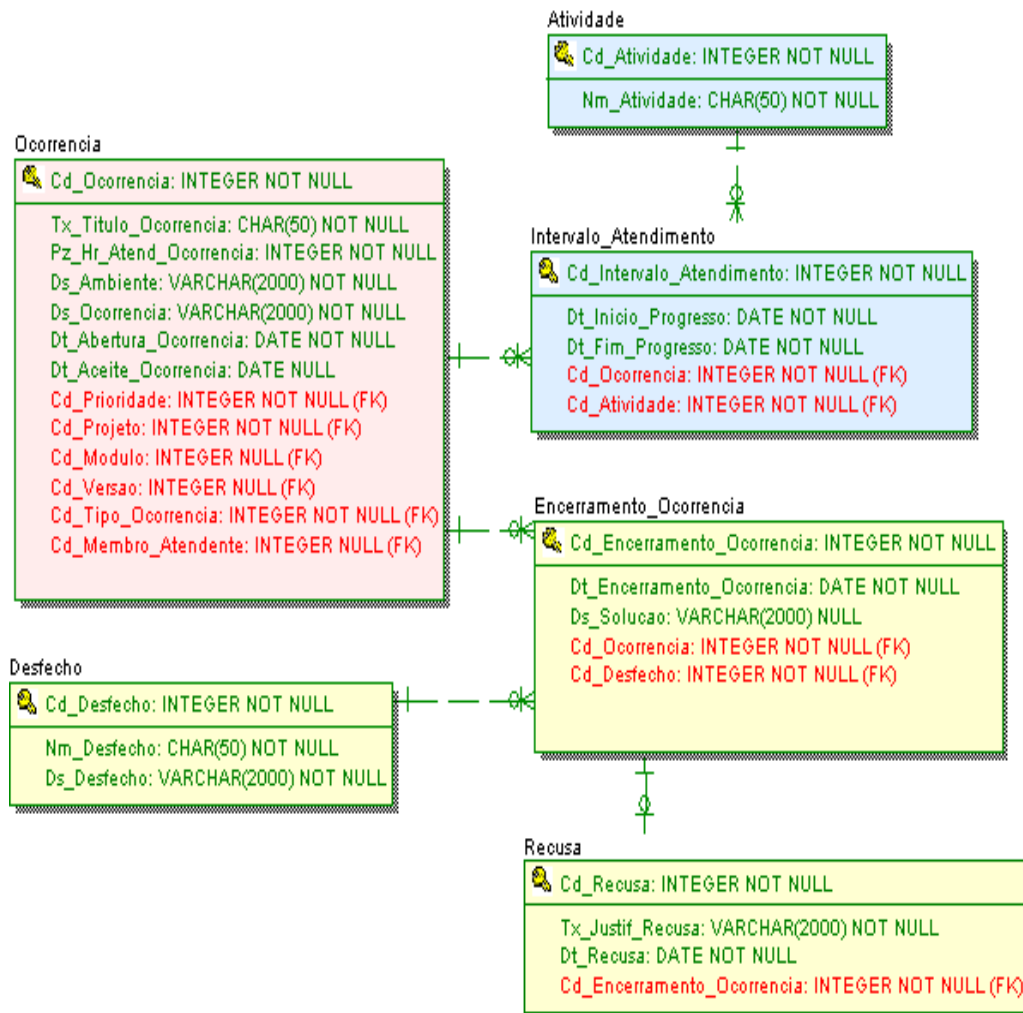 Atividade
Cd_Atividade: INTEGER NOT NULL
Nm_Atividade: CHAR(50) NOT NULL
Ocorrencia
Cd_Ocorrencia: INTEGER NOT NULL
Tx_Titulo_Ocorrencia: CHAR(50) NOT NULL
Pz_Hr_Atend_Ocorrencia: INTEGER NOT NULL
Ds_Ambiente: VARCHAR(2000) NOT NULL
Ds_Ocorrencia: VARCHAR(2000) NOT NULL
Dt_Abertura_Ocorrencia: DATE NOT NULL
Dt_Aceite_Ocorrencia: DATE NULL
Cd_Prioridade: INTEGER NOT NULL (FK)
Cd_Projeto: INTEGER NOT NULL (FK)
Cd_Modulo: INTEGER NULL (FK)
Cd_Versao: INTEGER NULL (FK)
Cd_Tipo_Ocorrencia: INTEGER NOT NULL (FK)
Cd_Membro_Atendente: INTEGER NULL (FK)
Intervalo_Atendimento
Cd_Intervalo_Atendimento: INTEGER NOT NULL
Dt_Inicio_Progresso: DATE NOT NULL
Dt_Fim_Progresso: DATE NOT NULL
Cd_Ocorrencia: INTEGER NOT NULL (FK)
Cd_Atividade: INTEGER NOT NULL (FK)
Encerramento_Ocorrencia
Cd_Encerramento_Ocorrencia: INTEGER NOT NULL
Dt_Encerramento_Ocorrencia: DATE NOT NULL
Ds_Solucao: VARCHAR(2000) NULL
Cd_Ocorrencia: INTEGER NOT NULL (FK)
Cd_Desfecho: INTEGER NOT NULL (FK)
Desfecho
Cd_Desfecho: INTEGER NOT NULL
Nm_Desfecho: CHAR(50) NOT NULL
Ds_Desfecho: VARCHAR(2000) NOT NULL
Recusa
Cd_Recusa: INTEGER NOT NULL
Tx_Justif_Recusa: VARCHAR(2000) NOT NULL
Dt_Recusa: DATE NOT NULL
Cd_Encerramento_Ocorrencia: INTEGER NOT NULL (FK)